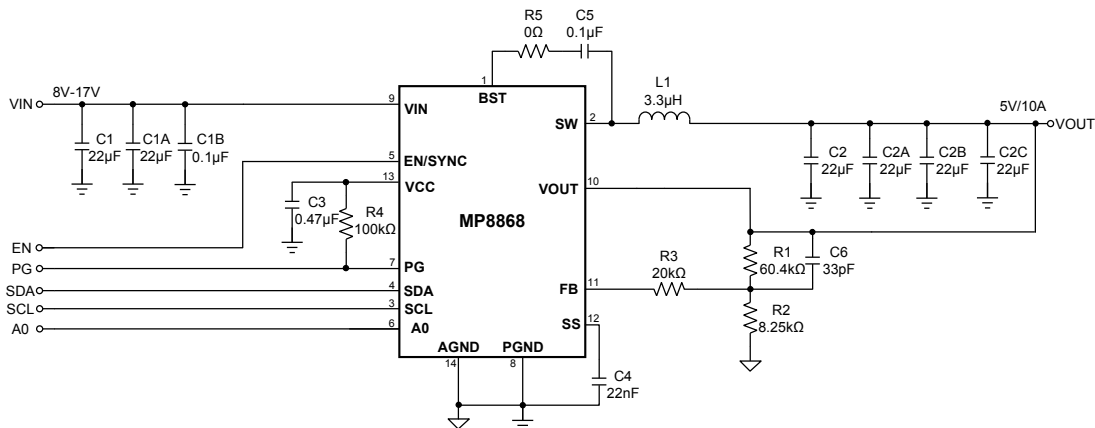 R5
0Ω
C5
0.1µF
1
BST
VIN
8V-17V
9
VIN
C1
22µF
C1A
22µF
C1B
0.1µF
L1
3.3µH
SW
2
5V/10A
VOUT
C2
22µF
C2A
22µF
C2B
22µF
C2C
22µF
5
EN/SYNC
13
VCC
VOUT
10
C3
0.47µF
R4
100kΩ
MP8868
EN
PG
7
PG
R3
20kΩ
R1
60.4kΩ
C6
33pF
SDA
4
SDA
FB
11
SCL
3
SCL
R2
8.25kΩ
A0
6
A0
SS
12
AGND
PGND
14
8
C4
22nF